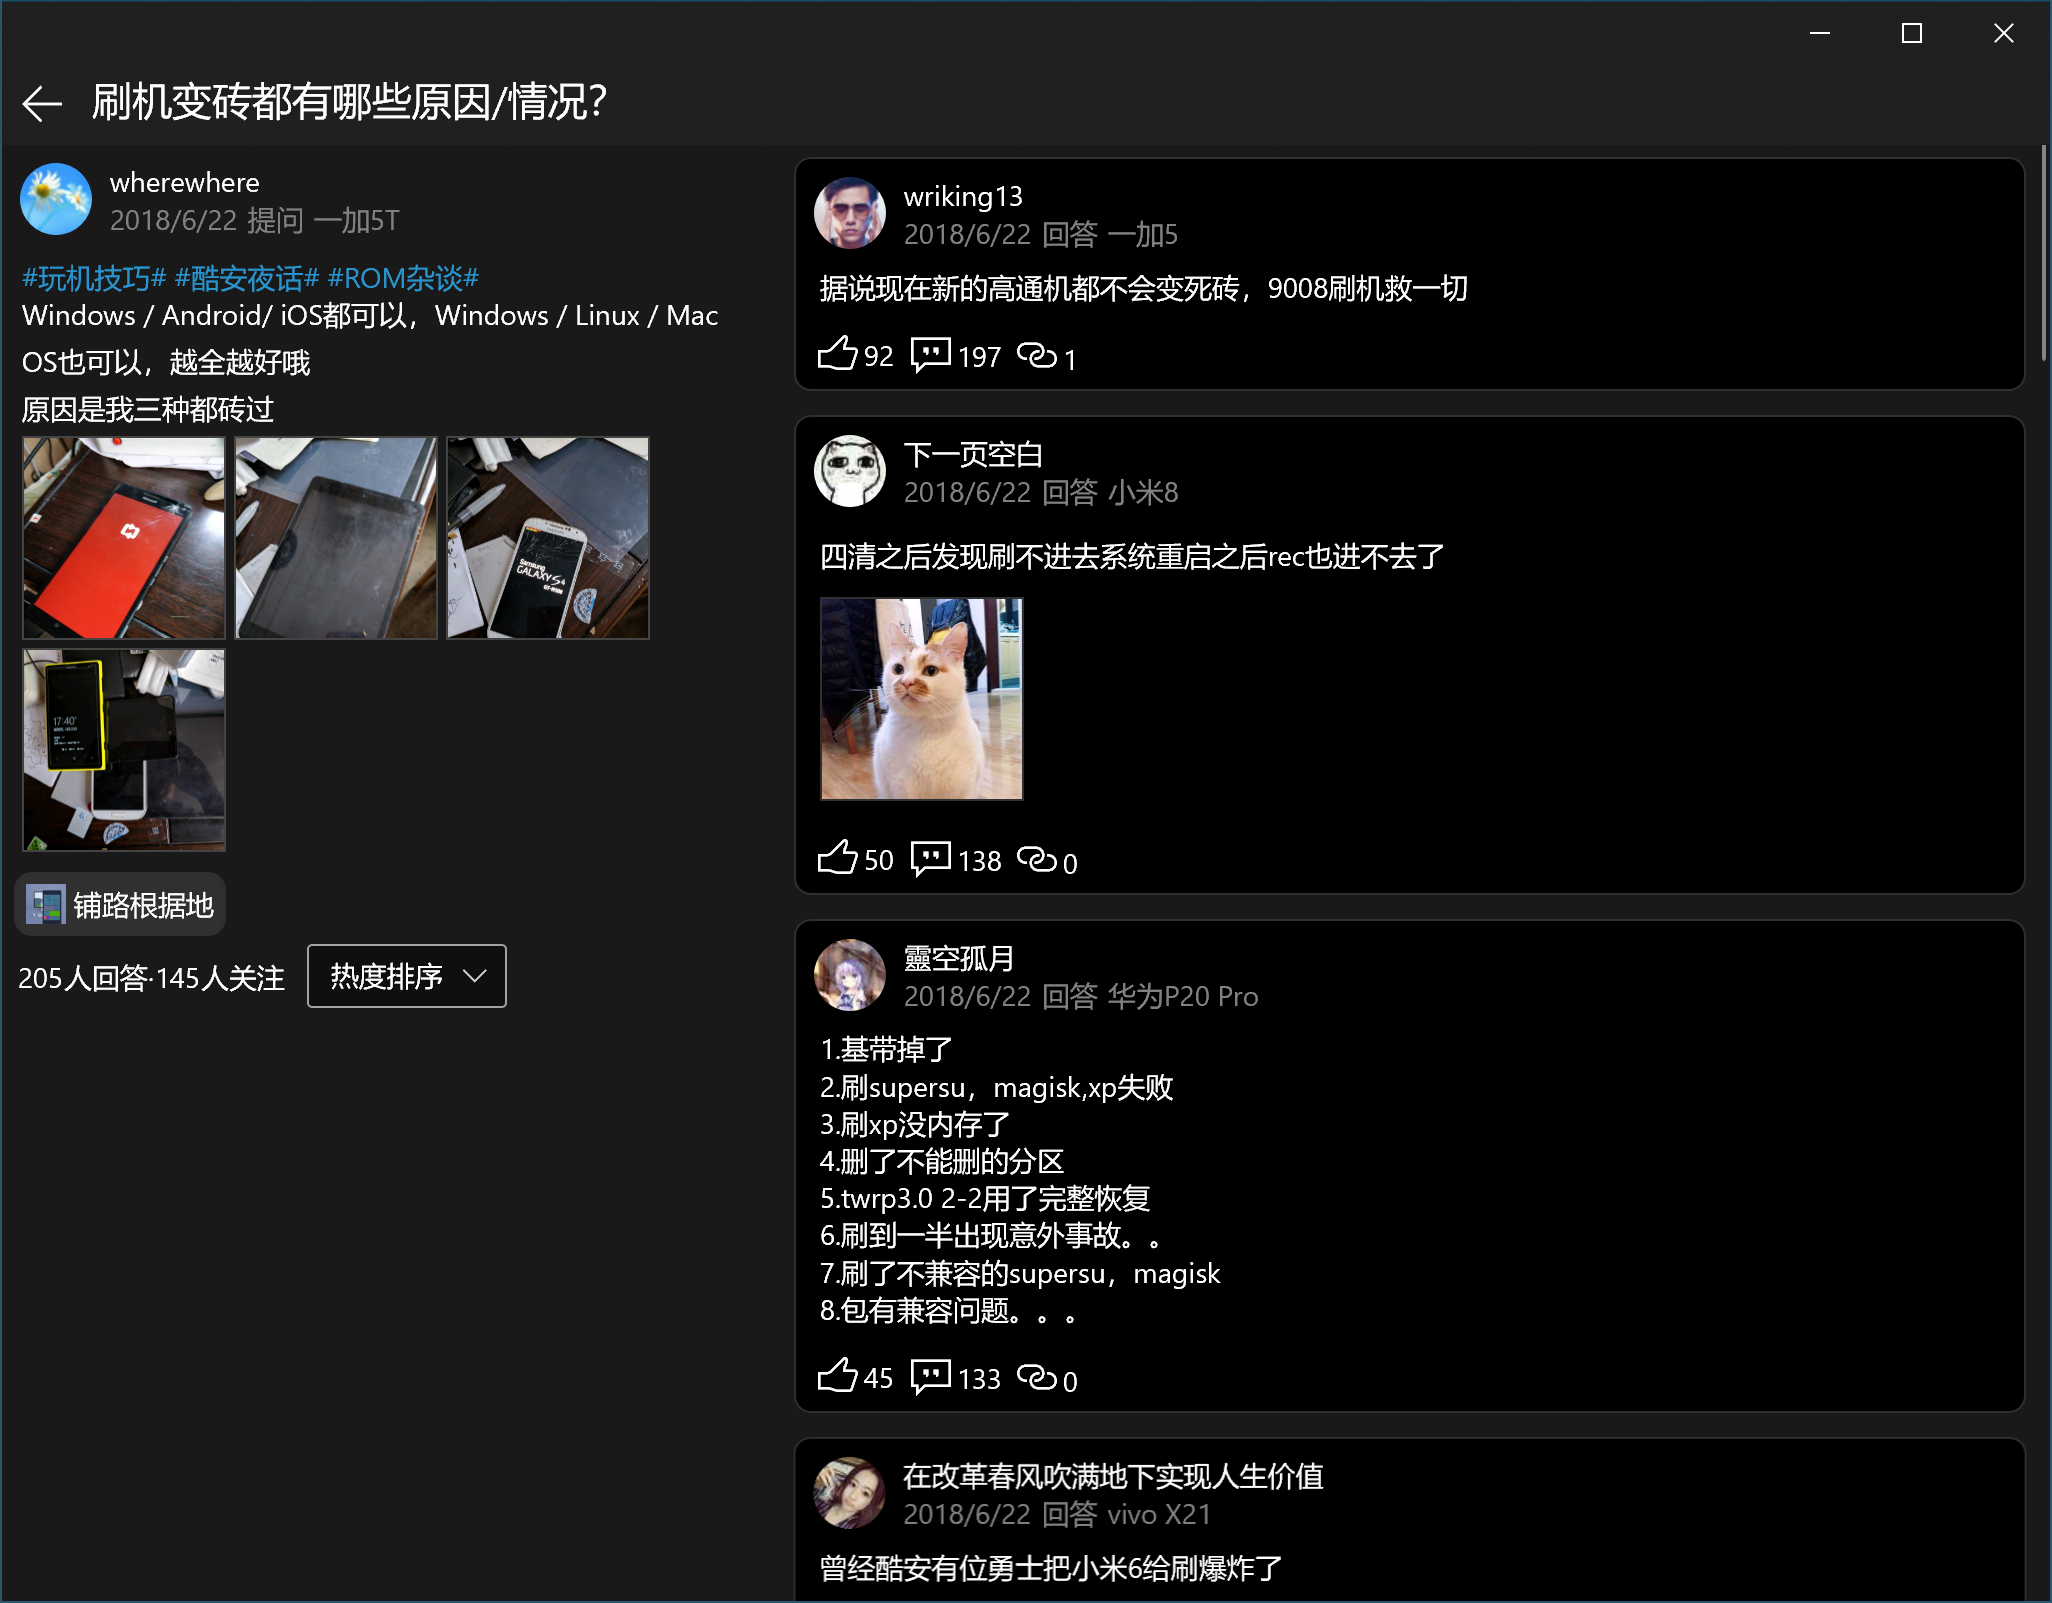 刷机变砖都有哪些原因/情况?
wherewhere
2018/6/22 提问 一加5T
#玩机技巧# #酷安夜话# #ROM杂谈#
Windows / Android/ iOS都可以，Windows / Linux / Mac
OS也可以，越全越好哦
原因是我三种都砖过
Samsung
GALAXY S4
17:40
铺路根据地
205人回答·145人关注
热度排序
wriking13
2018/6/22 回答 一加5
据说现在新的高通机都不会变死砖，9008刷机救一切
92 197 1
下一页空白
2018/6/22 回答 小米8
四清之后发现刷不进去系统重启之后rec也进不去了
50 138 0
靈空孤月
2018/6/22 回答 华为P20 Pro
1.基带掉了
2.刷supersu，magisk,xp失败
3.刷xp没内存了
4.删了不能删的分区
5.twrp3.0 2-2用了完整恢复
6.刷到一半出现意外事故。。
7.刷了不兼容的supersu，magisk
8.包有兼容问题。。。
45 133 0
在改革春风吹满地下实现人生价值
2018/6/22 回答 vivo X21
曾经酷安有位勇士把小米6给刷爆炸了